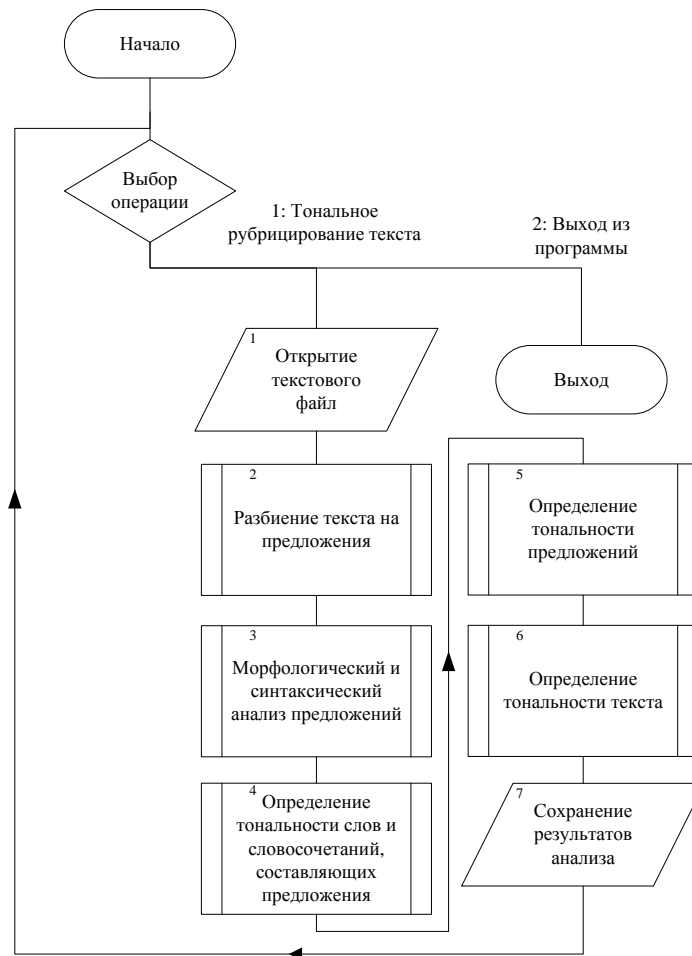 Начало
Выбор
операции
1: Тональное
рубрицирование текста
2: Выход из
программы
1
Открытие
текстового
файл
Выход
2
Разбиение текста на
предложения
3
Морфологический и
синтаксический
анализ предложений
4
Определение
тональности слов и
словосочетаний,
составляющих
предложения
5
Определение
тональности
предложений
6
Определение
тональности текста
7
Сохранение
результатов
анализа